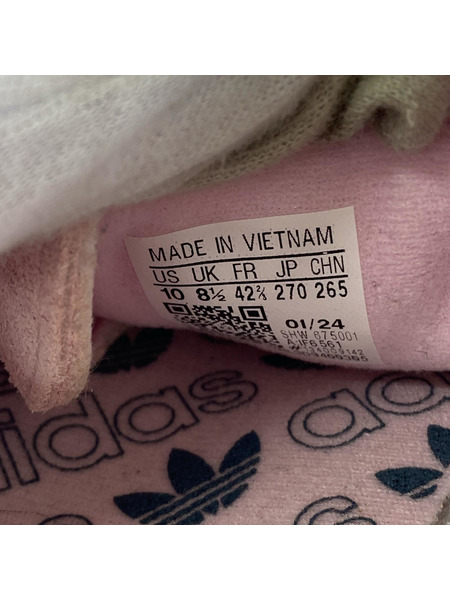 MADE IN VIETNAM
US UK FR JP CHN
10 8½ 42⅔ 270 265
01/24
SHW 675001
adidas
adidas